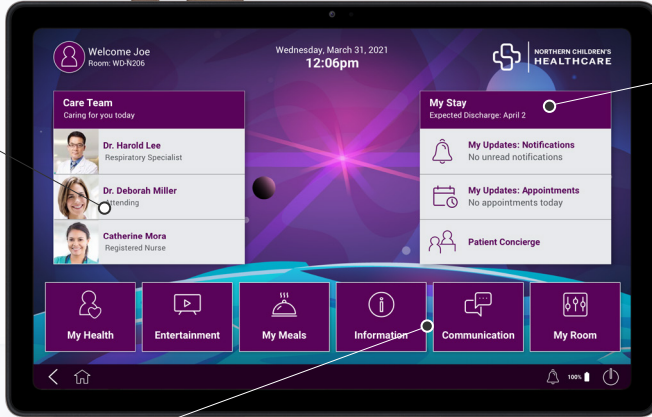 Welcome Joe
Room: WD-N206
Wednesday, March 31, 2021
12:06pm
NORTHERN CHILDREN'S
HEALTHCARE
Care Team
Caring for you today
Dr. Harold Lee
Respiratory Specialist
Dr. Deborah Miller
Attending
Catherine Mora
Registered Nurse
My Stay
Expected Discharge: April 2
My Updates: Notifications
No unread notifications
My Updates: Appointments
No appointments today
Patient Concierge
My Health
Entertainment
My Meals
Information
Communication
My Room
100%